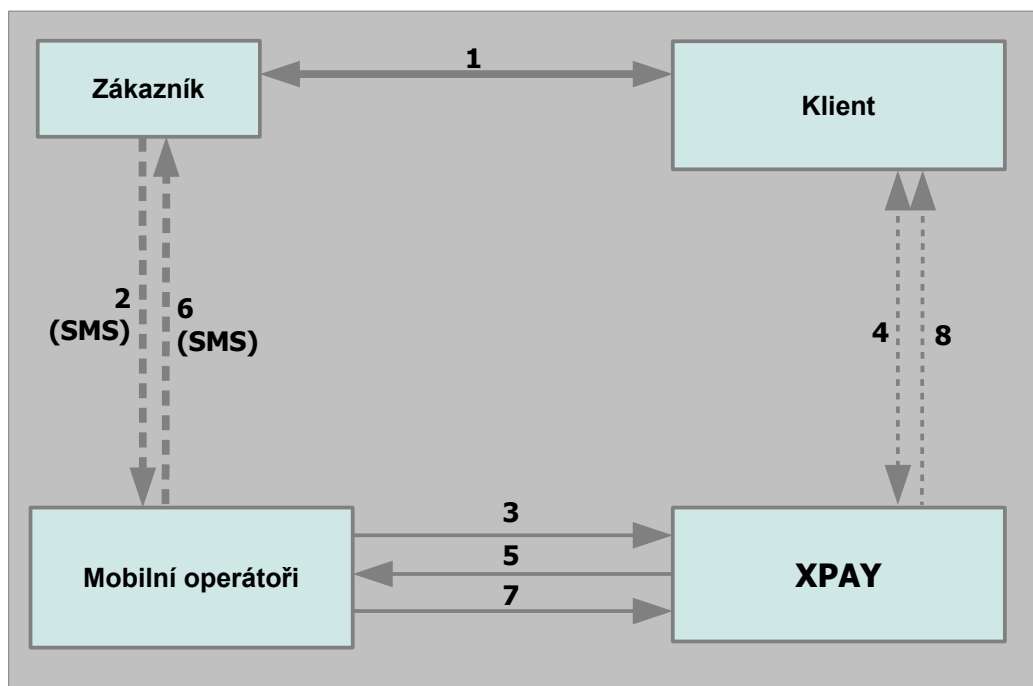 1
Zákazník
Klient
2
(SMS)
6
(SMS)
4
8
3
5
7
Mobilní operátoři
XPAY